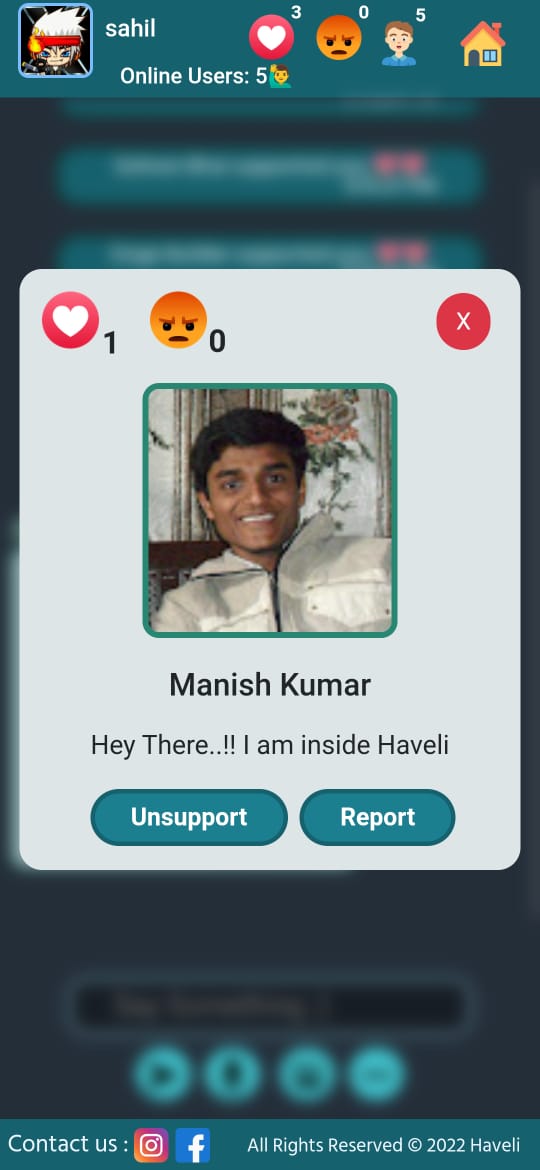 sahil
3
0
5
Online Users: 5
1
0
X
Manish Kumar
Hey There..!! I am inside Haveli
Unsupport
Report
Contact us :
All Rights Reserved © 2022 Haveli